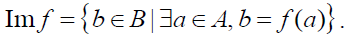 Im f = {b ∈ B | ∃a ∈ A, b = f(a)}.